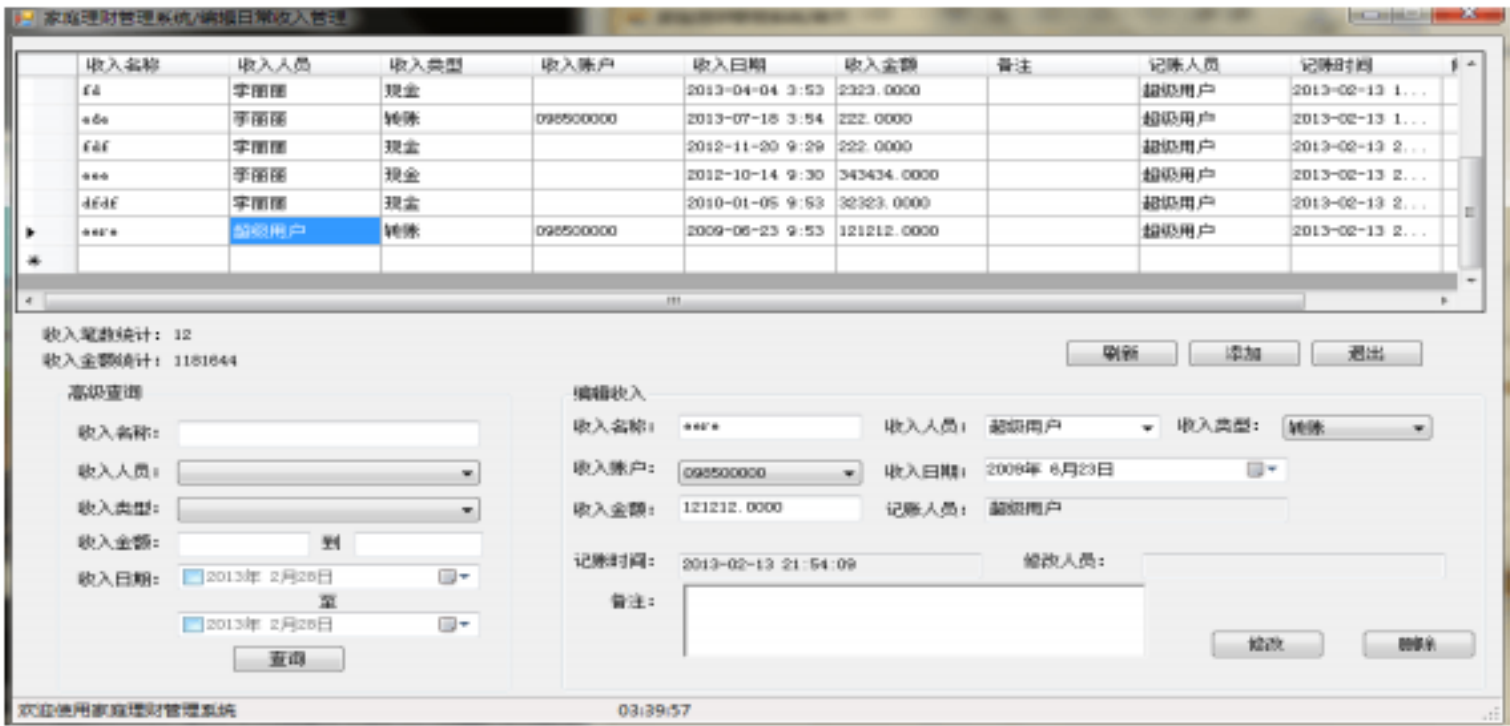 家庭理财管理系统/编辑日常收入管理
收入名称 收入人员 收入类型 收入账户 收入日期 收入金额 备注 记账人员 记账时间
fd 李丽丽 现金 2013-04-04 3:53 2323.0000 超级用户 2013-02-13 1...
李丽丽 转账 098500000 2013-07-18 3:54 222.0000 超级用户 2013-02-13 1...
fdf 李丽丽 现金 2012-11-20 9:29 222.0000 超级用户 2013-02-13 2...
李丽丽 现金 2012-10-14 9:30 343434.0000 超级用户 2013-02-13 2...
dfdf 李丽丽 现金 2010-01-05 9:53 32323.0000 超级用户 2013-02-13 2...
超级用户 转账 098500000 2009-06-23 9:53 121212.0000 超级用户 2013-02-13 2...
收入笔数统计: 12
收入金额统计: 1181644
刷新 添加 退出
高级查询
收入名称:
收入人员:
收入类型:
收入金额: 到
收入日期: 2013年 2月28日
至
2013年 2月28日
查询
编辑收入
收入名称: 收入人员: 超级用户 收入类型: 转账
收入账户: 098500000 收入日期: 2009年 6月23日
收入金额: 121212.0000 记账人员: 超级用户
记账时间: 2013-02-13 21:54:09 修改人员:
备注:
修改 删除
欢迎使用家庭理财管理系统 03:39:57